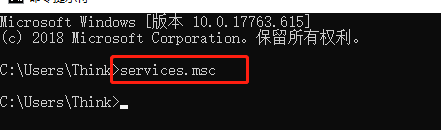 Microsoft Windows [版本 10.0.17763.615]
(c) 2018 Microsoft Corporation。保留所有权利。
C:\Users\Think>services.msc
C:\Users\Think>